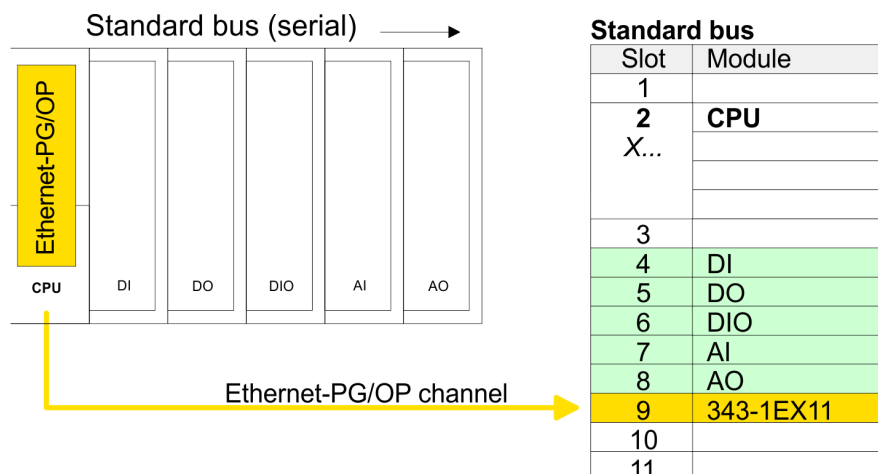 Standard bus (serial)
Ethernet-PG/OP
CPU DI DO DIO AI AO
Ethernet-PG/OP channel
Standard bus
Slot Module
1
2 CPU
X...
3
4 DI
5 DO
6 DIO
7 AI
8 AO
9 343-1EX11
10
11